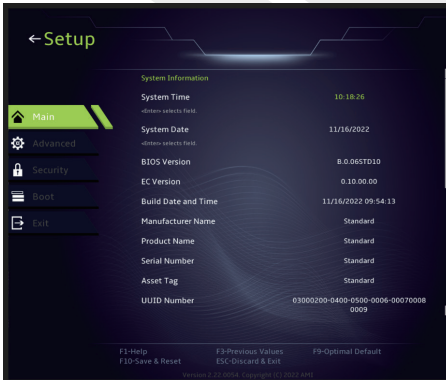 ←Setup
System Information
System Time 10:18:26
<Enter> selects field.
System Date 11/16/2022
<Enter> selects field.
BIOS Version B.0.06STD10
EC Version 0.10.00.00
Build Date and Time 11/16/2022 09:54:13
Manufacturer Name Standard
Product Name Standard
Serial Number Standard
Asset Tag Standard
UUID Number 03000200-0400-0500-0006-00070008
0009
Main
Advanced
Security
Boot
Exit
F1-Help F3-Previous Values F9-Optimal Default
F10-Save & Reset ESC-Discard & Exit
Version 2.22.0054. Copyright (C) 2022 AMI